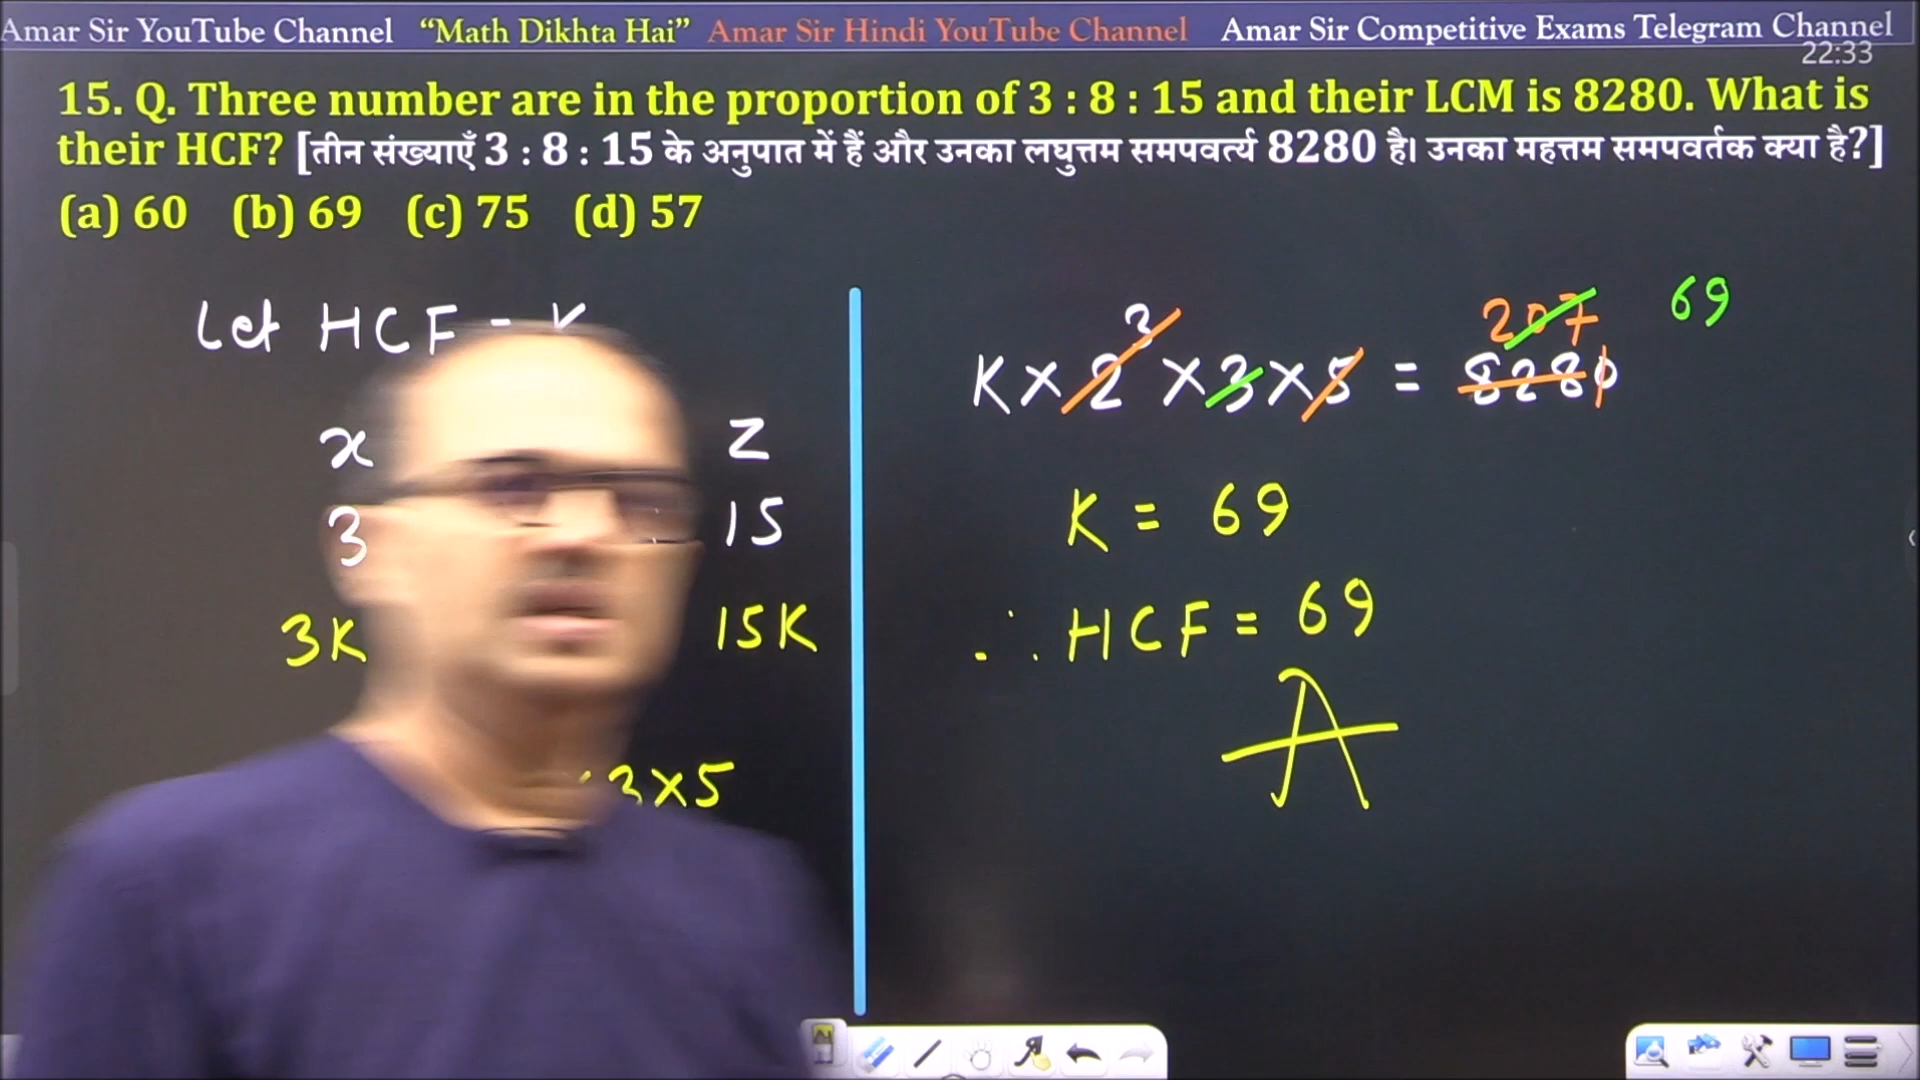 Amar Sir YouTube Channel “Math Dikhta Hai” Amar Sir Hindi YouTube Channel Amar Sir Competitive Exams Telegram Channel
22:33
15. Q. Three number are in the proportion of 3 : 8 : 15 and their LCM is 8280. What is
their HCF? [तीन संख्याएँ 3 : 8 : 15 के अनुपात में हैं और उनका लघुत्तम समपवर्त्य 8280 है। उनका महत्तम समपवर्तक क्या है?]
(a) 60 (b) 69 (c) 75 (d) 57
Let HCF =
x z
3 15
3K 15K
3×5
207 69
K × 2³ × 3 × 5 = 8280
K = 69
∴ HCF = 69
A